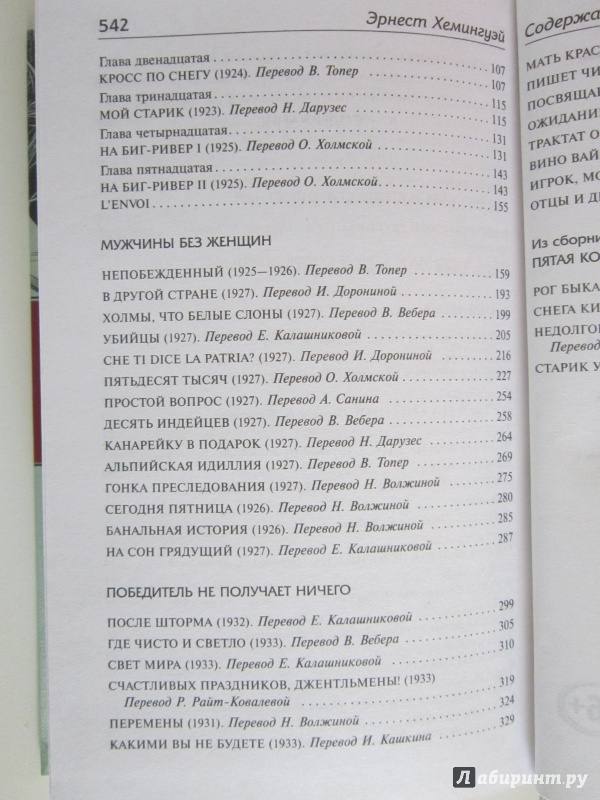 542
Эрнест Хемингуэй
Глава двенадцатая
107
КРОСС ПО СНЕГУ (1924). Перевод В. Топер
107
Глава тринадцатая
115
МОЙ СТАРИК (1923). Перевод Н. Дарузес
115
Глава четырнадцатая
131
НА БИГ-РИВЕР I (1925). Перевод О. Холмской
131
Глава пятнадцатая
143
НА БИГ-РИВЕР II (1925). Перевод О. Холмской
143
L'ENVOI
155
МУЖЧИНЫ БЕЗ ЖЕНЩИН
НЕПОБЕЖДЕННЫЙ (1925—1926). Перевод В. Топер 159
В ДРУГОЙ СТРАНЕ (1927). Перевод И. Дорониной 193
ХОЛМЫ, ЧТО БЕЛЫЕ СЛОНЫ (1927). Перевод В. Вебера 199
УБИЙЦЫ (1927). Перевод Е. Калашниковой 205
CHE TI DICE LA PATRIA? (1927). Перевод И. Дорониной 216
ПЯТЬДЕСЯТ ТЫСЯЧ (1927). Перевод О. Холмской 227
ПРОСТОЙ ВОПРОС (1927). Перевод А. Санина 254
ДЕСЯТЬ ИНДЕЙЦЕВ (1927). Перевод В. Вебера 258
КАНАРЕЙКУ В ПОДАРОК (1927). Перевод Н. Дарузес 264
АЛЬПИЙСКАЯ ИДИЛЛИЯ (1927). Перевод В. Топер 269
ГОНКА ПРЕСЛЕДОВАНИЯ (1927). Перевод Н. Волжиной 275
СЕГОДНЯ ПЯТНИЦА (1926). Перевод Н. Волжиной 280
БАНАЛЬНАЯ ИСТОРИЯ (1926). Перевод Н. Волжиной 285
НА СОН ГРЯДУЩИЙ (1927). Перевод Е. Калашниковой 287
ПОБЕДИТЕЛЬ НЕ ПОЛУЧАЕТ НИЧЕГО
ПОСЛЕ ШТОРМА (1932). Перевод Е. Калашниковой 299
ГДЕ ЧИСТО И СВЕТЛО (1933). Перевод В. Вебера 305
СВЕТ МИРА (1933). Перевод Е. Калашниковой 310
СЧАСТЛИВЫХ ПРАЗДНИКОВ, ДЖЕНТЛЬМЕНЫ! (1933)
Перевод Р. Райт-Ковалевой 319
ПЕРЕМЕНЫ (1931). Перевод Н. Волжиной 324
КАКИМИ ВЫ НЕ БУДЕТЕ (1933). Перевод И. Кашкина 329
Содержа
МАТЬ КРАС
ПИШЕТ ЧИ
ПОСВЯЩАЕ
ОЖИДАНИ
ТРАКТАТ О
ВИНО ВАЙ
ИГРОК, МО
ОТЦЫ И Д
Из сборни
ПЯТАЯ КО
РОГ БЫКА
СНЕГА КИ
НЕДОЛГО
Перевод
СТАРИК У
Лабиринт.ру